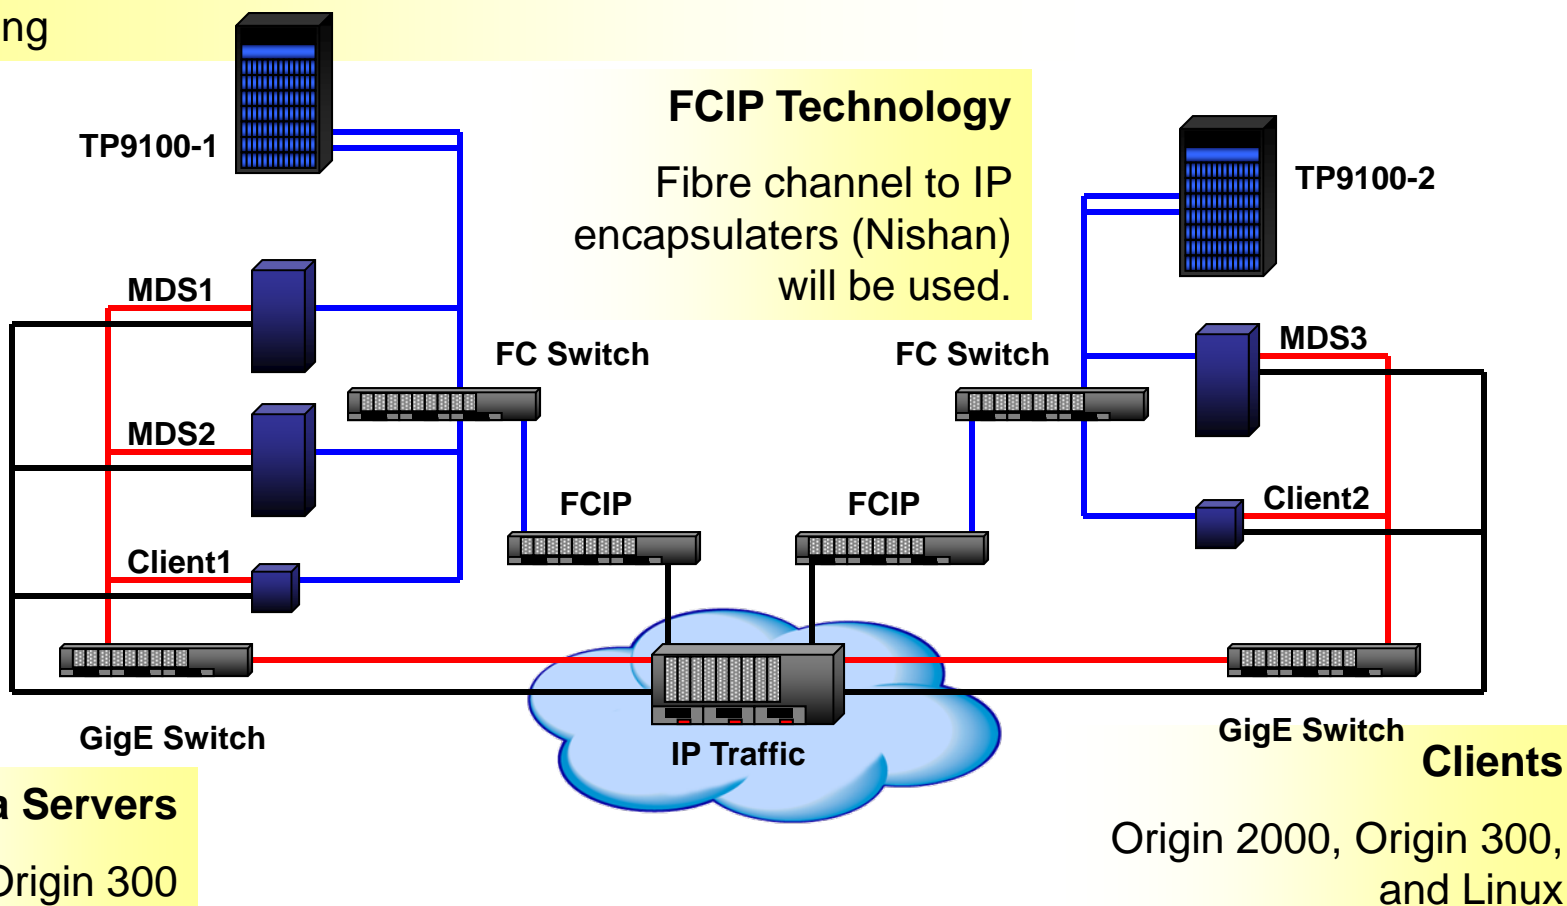 ng
FCIP Technology
Fibre channel to IP
encapsulaters (Nishan)
will be used.
TP9100-1
TP9100-2
MDS1
MDS2
Client1
FC Switch
FC Switch
MDS3
Client2
FCIP
FCIP
GigE Switch
IP Traffic
GigE Switch
a Servers
Origin 300
Clients
Origin 2000, Origin 300,
and Linux